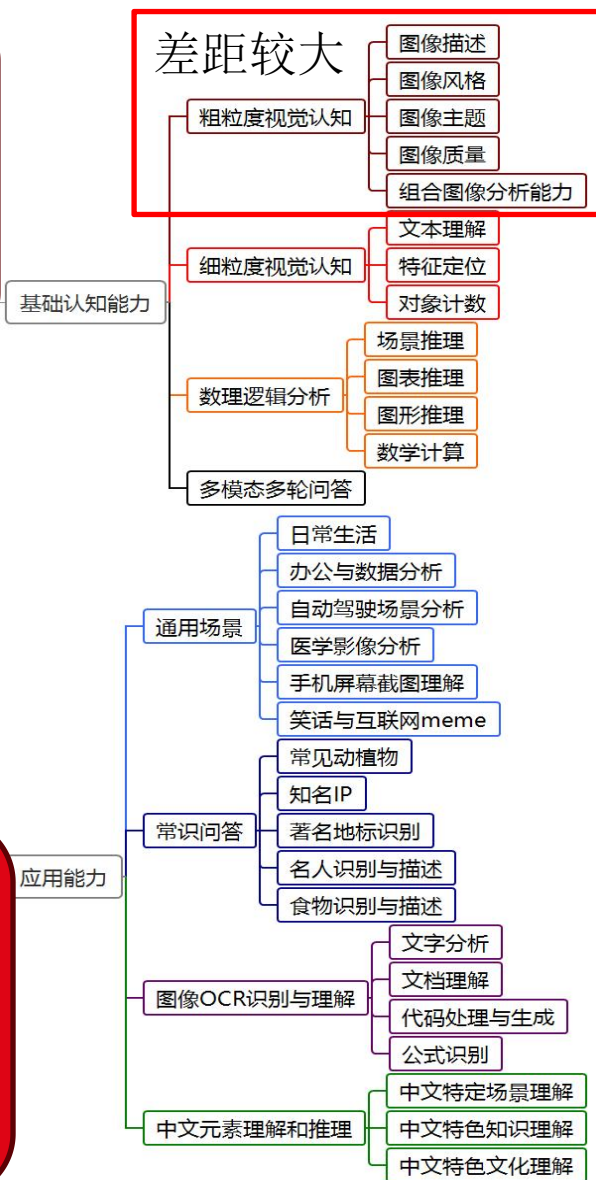 差距较大
图像描述
图像风格
粗粒度视觉认知
图像主题
图像质量
组合图像分析能力
文本理解
细粒度视觉认知
特征定位
基础认知能力
对象计数
场景推理
图表推理
数理逻辑分析
图形推理
数学计算
多模态多轮问答
日常生活
办公与数据分析
自动驾驶场景分析
通用场景
医学影像分析
手机屏幕截图理解
笑话与互联网meme
常见动植物
知名IP
常识问答
著名地标识别
应用能力
名人识别与描述
食物识别与描述
文字分析
文档理解
图像OCR识别与理解
代码处理与生成
公式识别
中文特定场景理解
中文元素理解和推理
中文特色知识理解
中文特色文化理解